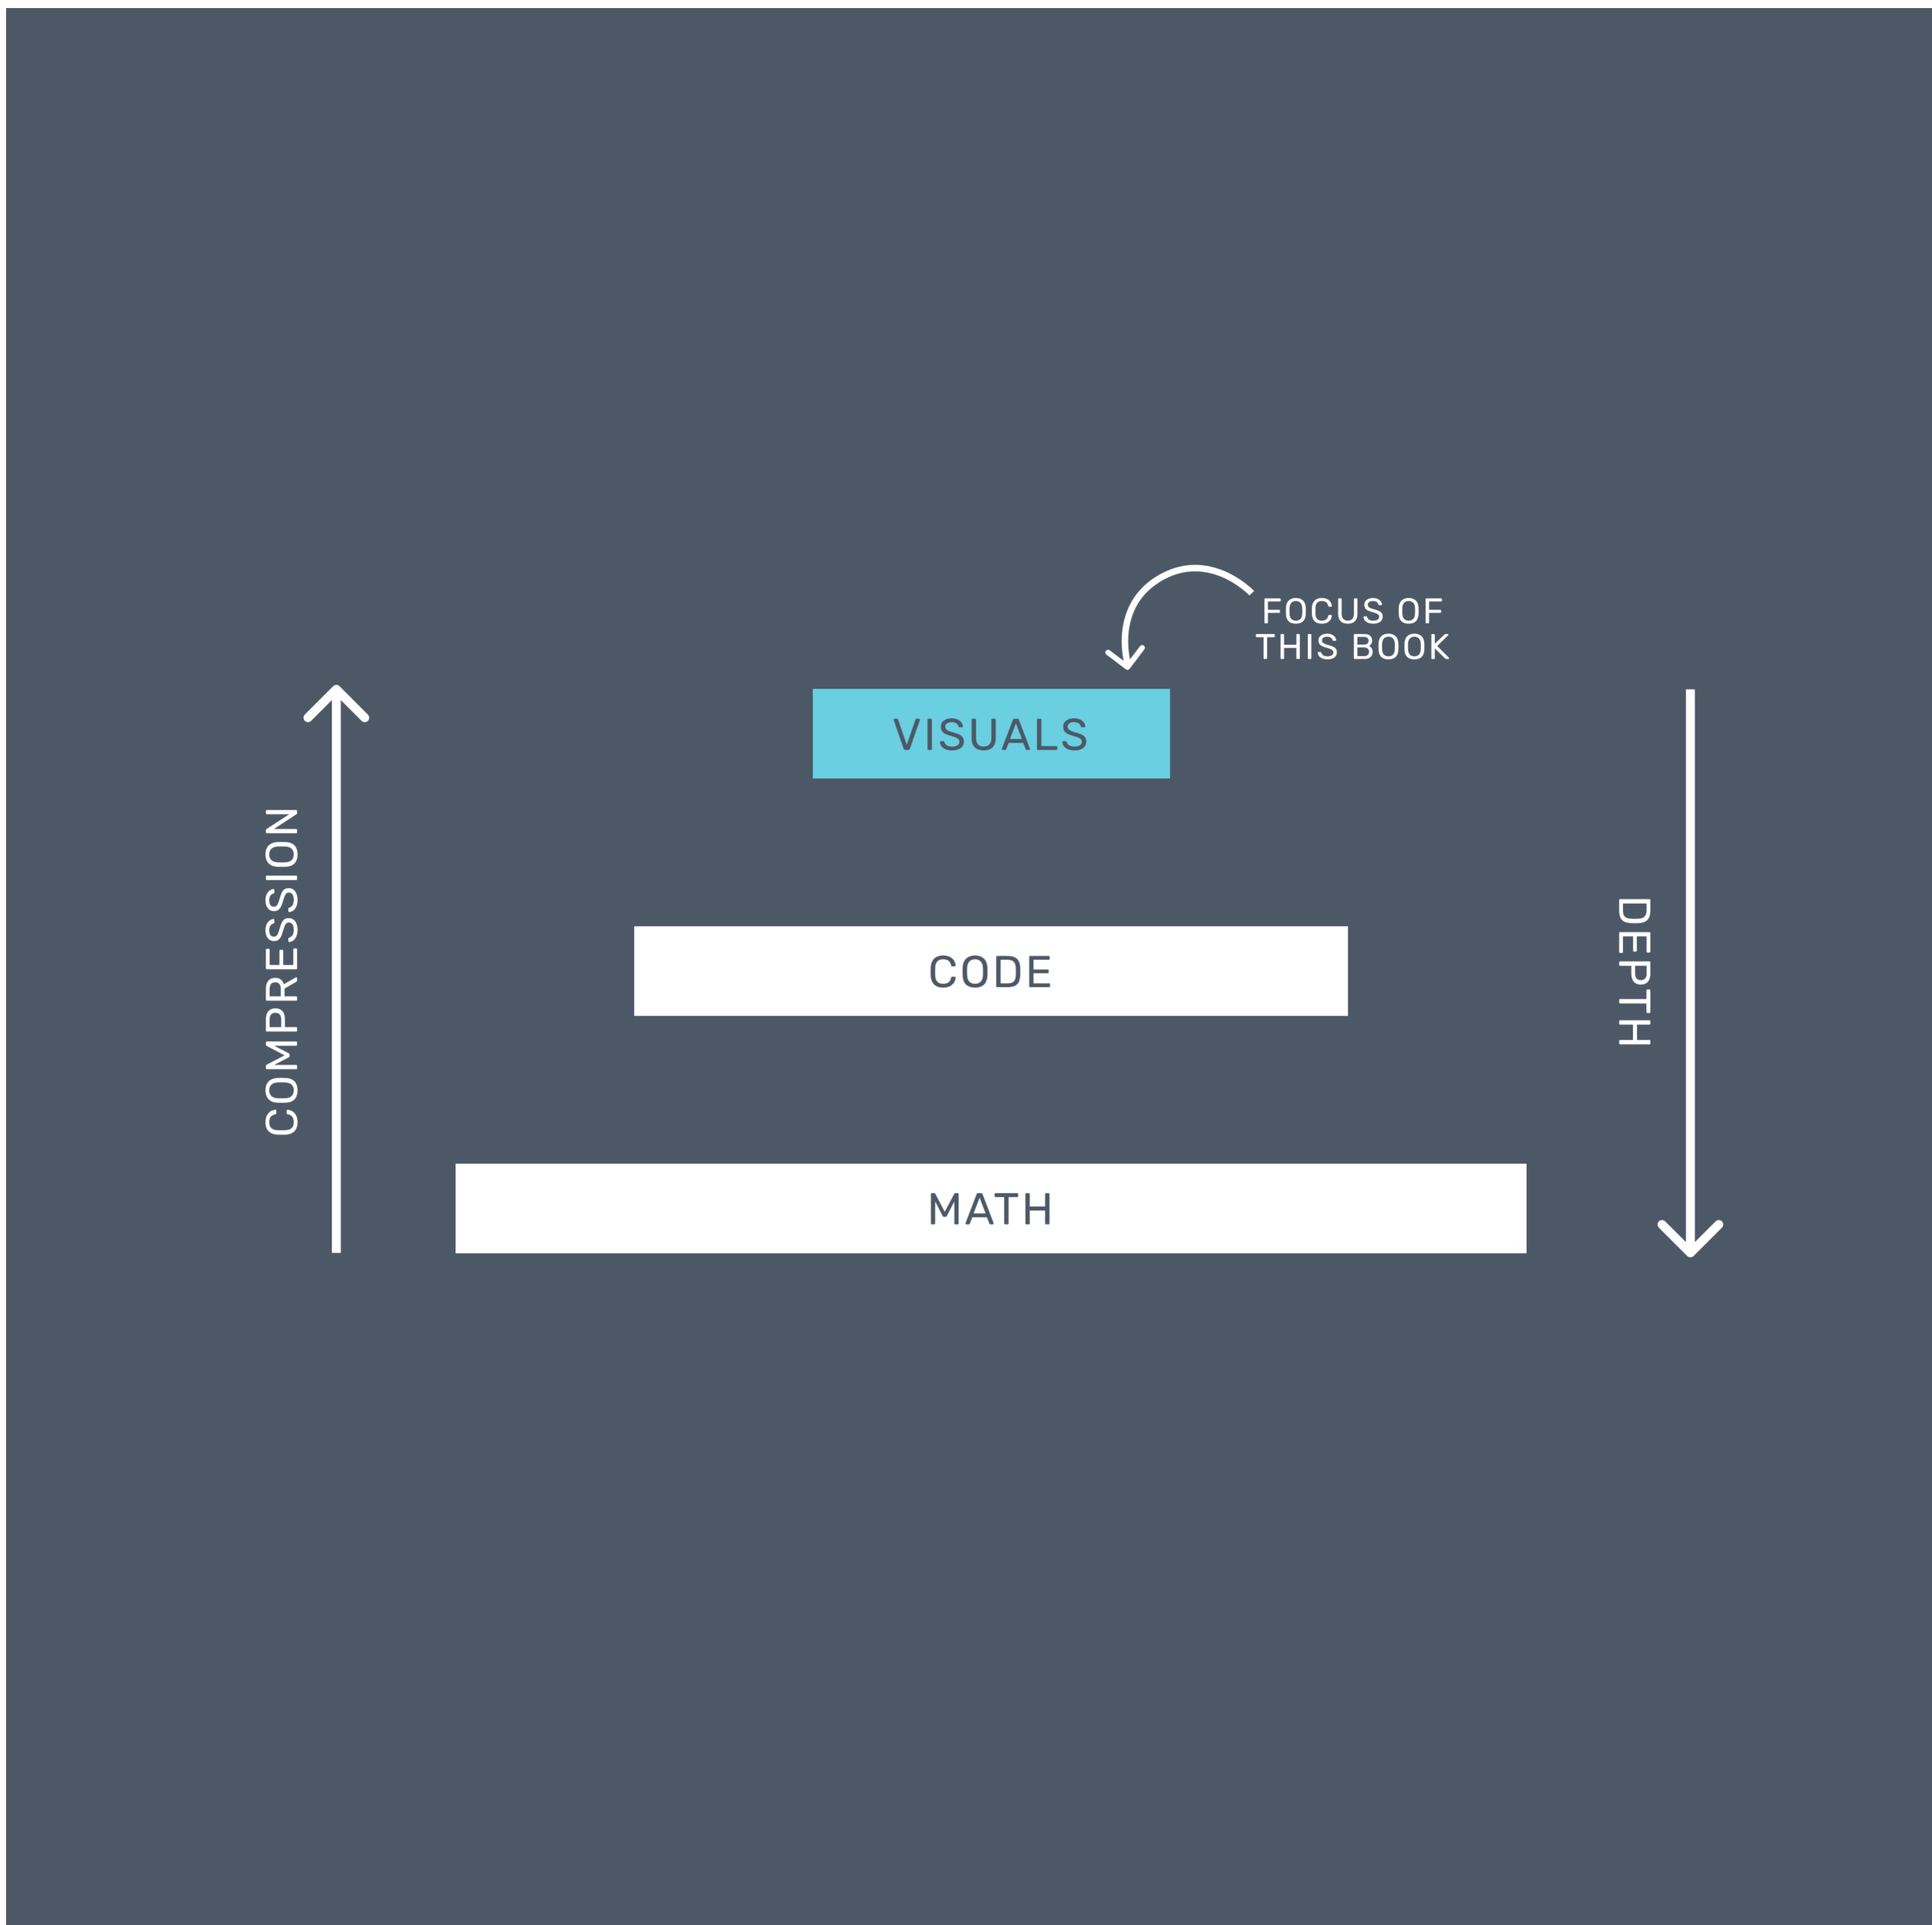 FOCUS OF
THIS BOOK
VISUALS
COMPRESSION
CODE
DEPTH
MATH